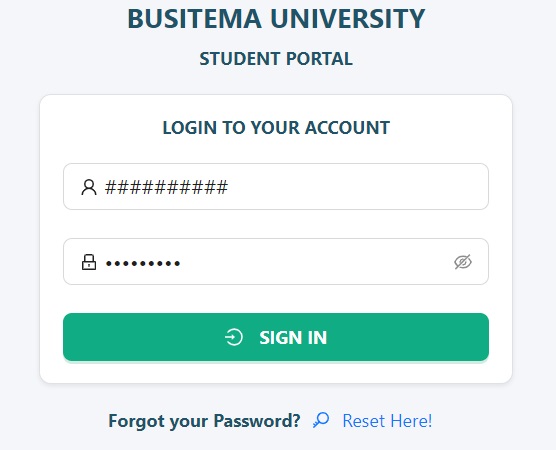 BUSITEMA UNIVERSITY
STUDENT PORTAL
LOGIN TO YOUR ACCOUNT
##########
•••••••••
SIGN IN
Forgot your Password? Reset Here!